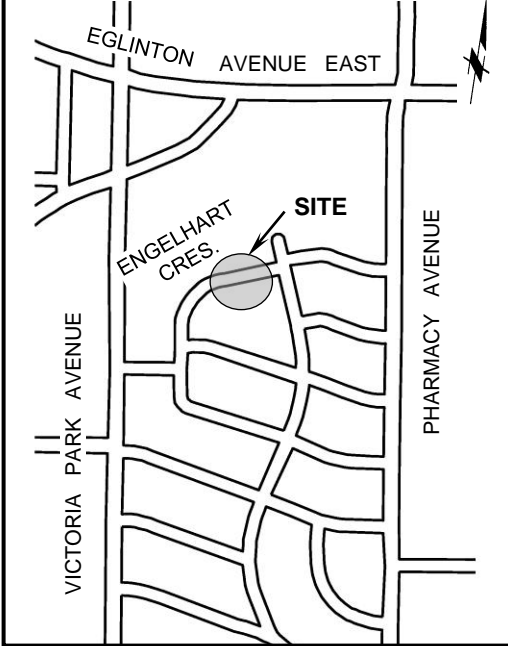 EGLINTON AVENUE EAST
SITE
ENGELHART
CRES.
PHARMACY AVENUE
VICTORIA PARK AVENUE